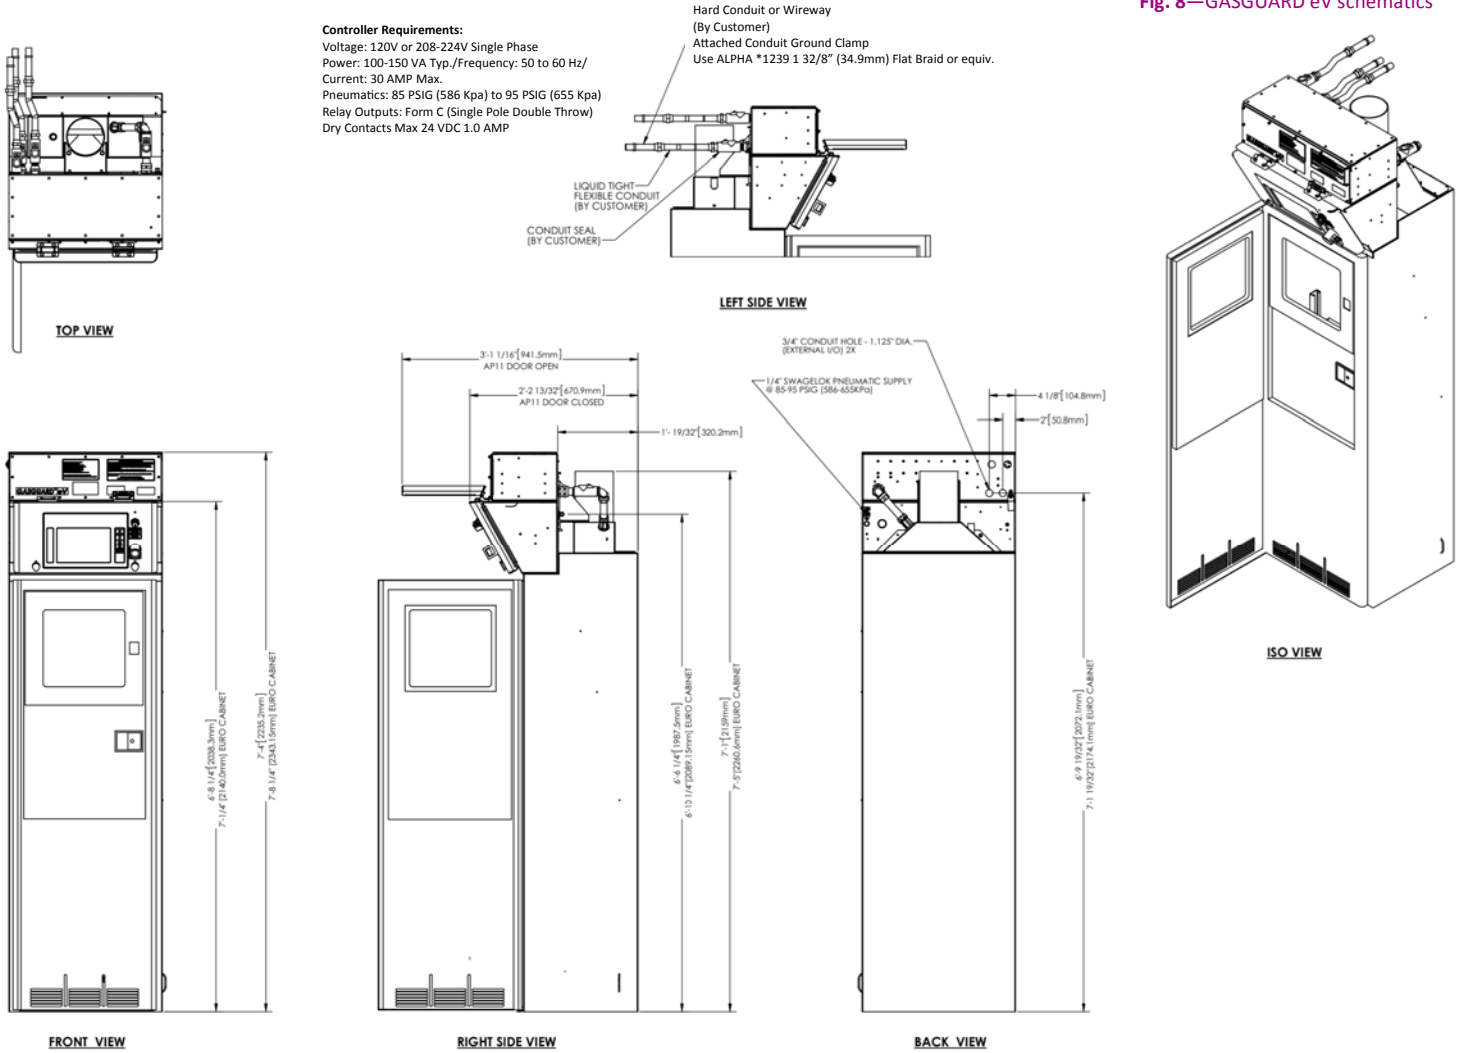 Fig. 8—GASGUARD eV schematics
Controller Requirements:
Voltage: 120V or 208-224V Single Phase
Power: 100-150 VA Typ./Frequency: 50 to 60 Hz/
Current: 30 AMP Max.
Pneumatics: 85 PSIG (586 Kpa) to 95 PSIG (655 Kpa)
Relay Outputs: Form C (Single Pole Double Throw)
Dry Contacts Max 24 VDC 1.0 AMP
Hard Conduit or Wireway
(By Customer)
Attached Conduit Ground Clamp
Use ALPHA *1239 1 32/8" (34.9mm) Flat Braid or equiv.
LIQUID TIGHT
FLEXIBLE CONDUIT
(BY CUSTOMER)
CONDUIT SEAL
(BY CUSTOMER)
LEFT SIDE VIEW
TOP VIEW
3'-1 1/16"[941.5mm]
AP11 DOOR OPEN
2'-2 13/32"[670.9mm]
AP11 DOOR CLOSED
1'- 19/32"[320.2mm]
3/4" CONDUIT HOLE - 1.125" DIA.
(EXTERNAL I/O) 2X
1/4" SWAGELOK PNEUMATIC SUPPLY
@ 85-95 PSIG (586-655KPa)
4 1/8"[104.8mm]
2"[50.8mm]
GASGUARD eV
6'-8 1/4"[2038.3mm]
7'-1/4" [2140.0mm] EURO CABINET
7'-4"[2235.2mm]
7'-8 1/4" [2343.15mm] EURO CABINET
6'-6 1/4"[1987.5mm]
6'-10 1/4"[2089.15mm] EURO CABINET
7'-1"[2159mm]
7'-5"[2260.6mm] EURO CABINET
6'-9 19/32"[2072.1mm]
7'-1 19/32"[2174.1mm] EURO CABINET
GASGUARD eV
ISO VIEW
FRONT VIEW
RIGHT SIDE VIEW
BACK VIEW